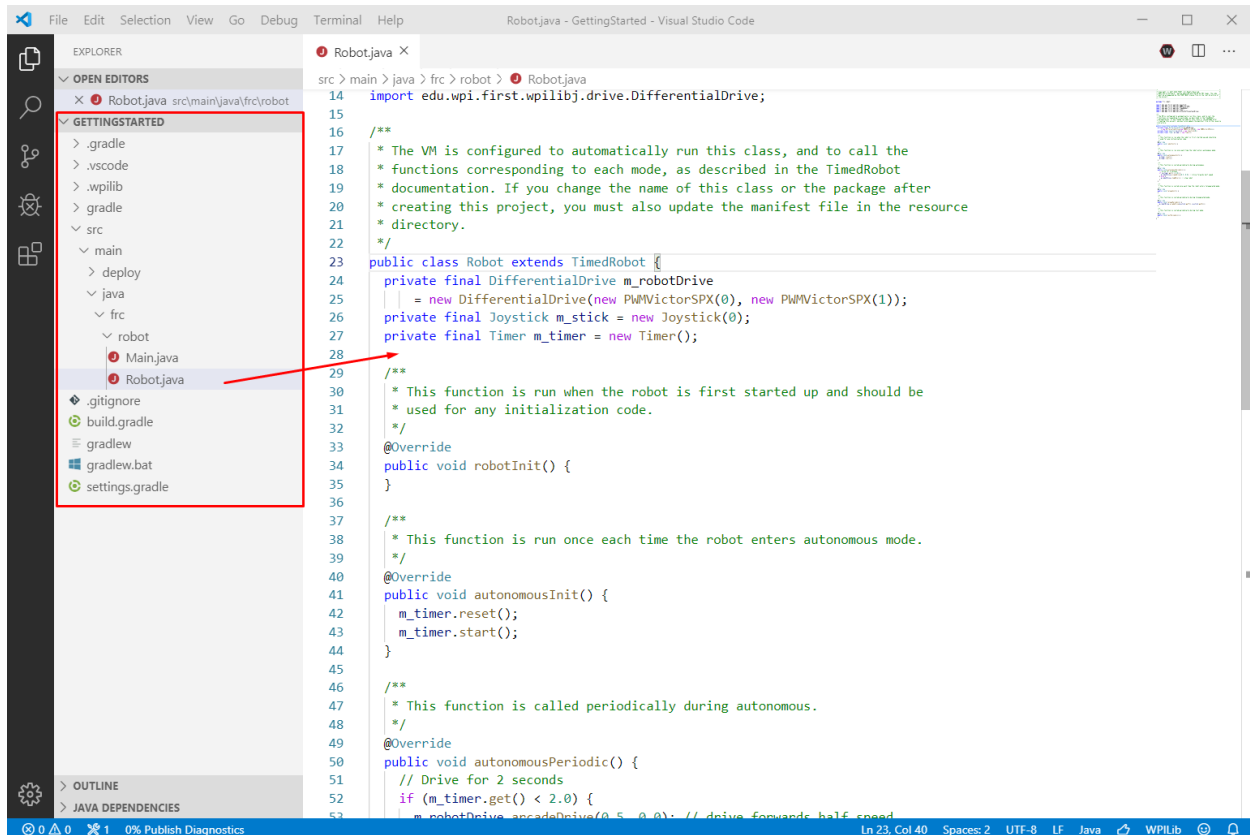 File Edit Selection View Go Debug Terminal Help
Robot.java - GettingStarted - Visual Studio Code
EXPLORER
OPEN EDITORS
Robot.java src\main\java\frc\robot
GETTINGSTARTED
.gradle
.vscode
.wpilib
gradle
src
main
deploy
java
frc
robot
Main.java
Robot.java
.gitignore
build.gradle
gradlew
gradlew.bat
settings.gradle
OUTLINE
JAVA DEPENDENCIES
Robot.java
src > main > java > frc > robot > Robot.java
14 import edu.wpi.first.wpilibj.drive.DifferentialDrive;
15
16 /**
17  * The VM is configured to automatically run this class, and to call the
18  * functions corresponding to each mode, as described in the TimedRobot
19  * documentation. If you change the name of this class or the package after
20  * creating this project, you must also update the manifest file in the resource
21  * directory.
22  */
23 public class Robot extends TimedRobot {
24   private final DifferentialDrive m_robotDrive
25       = new DifferentialDrive(new PWMVictorSPX(0), new PWMVictorSPX(1));
26   private final Joystick m_stick = new Joystick(0);
27   private final Timer m_timer = new Timer();
28
29   /**
30    * This function is run when the robot is first started up and should be
31    * used for any initialization code.
32    */
33   @Override
34   public void robotInit() {
35   }
36
37   /**
38    * This function is run once each time the robot enters autonomous mode.
39    */
40   @Override
41   public void autonomousInit() {
42     m_timer.reset();
43     m_timer.start();
44   }
45
46   /**
47    * This function is called periodically during autonomous.
48    */
49   @Override
50   public void autonomousPeriodic() {
51     // Drive for 2 seconds
52     if (m_timer.get() < 2.0) {
53       m_robotDrive.arcadeDrive(0.5, 0.0); // drive forwards half speed
0 0 1 0% Publish Diagnostics
Ln 23, Col 40 Spaces: 2 UTF-8 LF Java WPILib